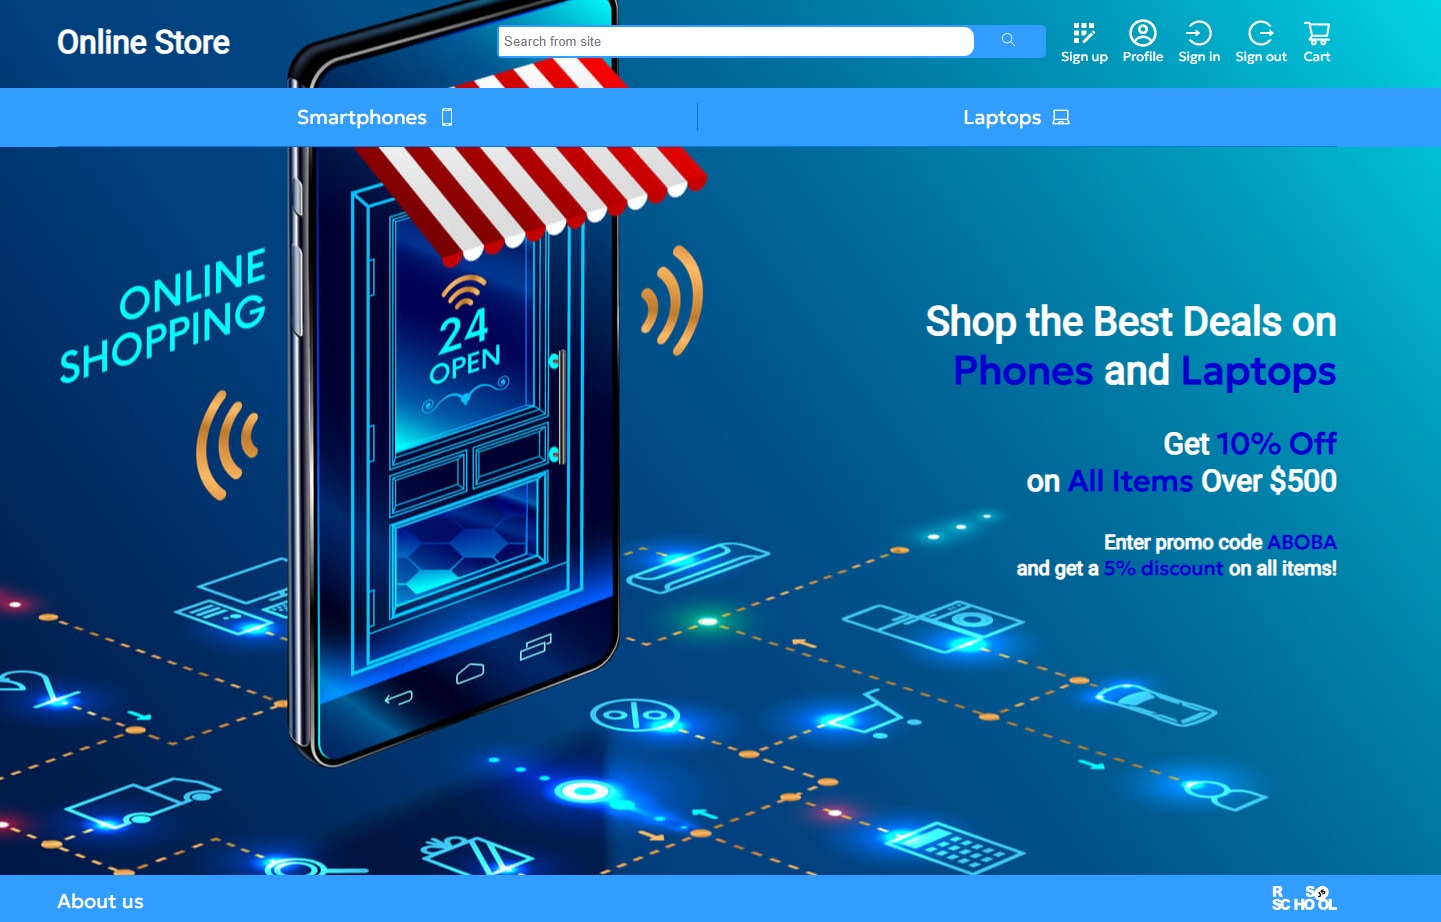 Online Store
Search from site
Sign up
Profile
Sign in
Sign out
Cart
Smartphones
Laptops
ONLINE
SHOPPING
24
OPEN
Shop the Best Deals on
Phones and Laptops
Get 10% Off
on All Items Over $500
Enter promo code ABOBA
and get a 5% discount on all items!
About us
R S
SCHOOL
JS